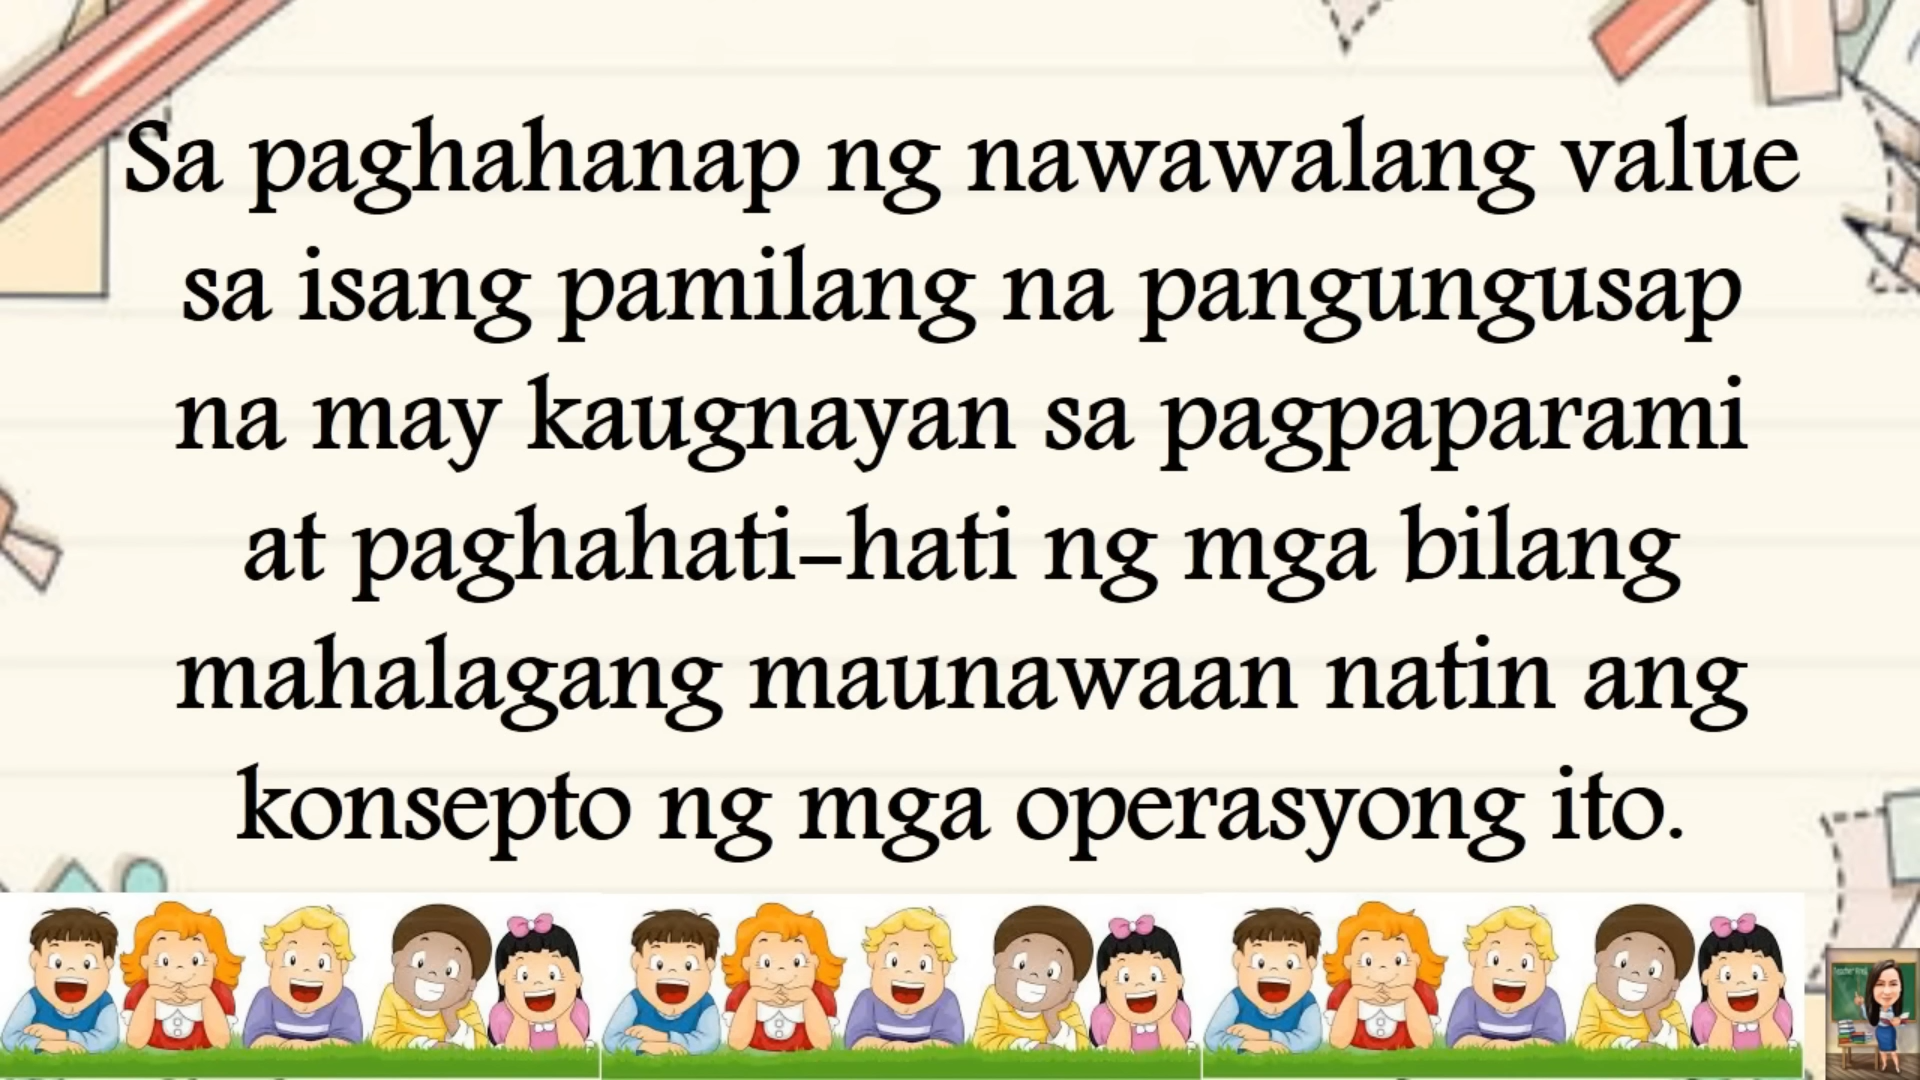 Sa paghahanap ng nawawalang value
sa isang pamilang na pangungusap
na may kaugnayan sa pagpaparami
at paghahati-hati ng mga bilang
mahalagang maunawaan natin ang
konsepto ng mga operasyong ito.